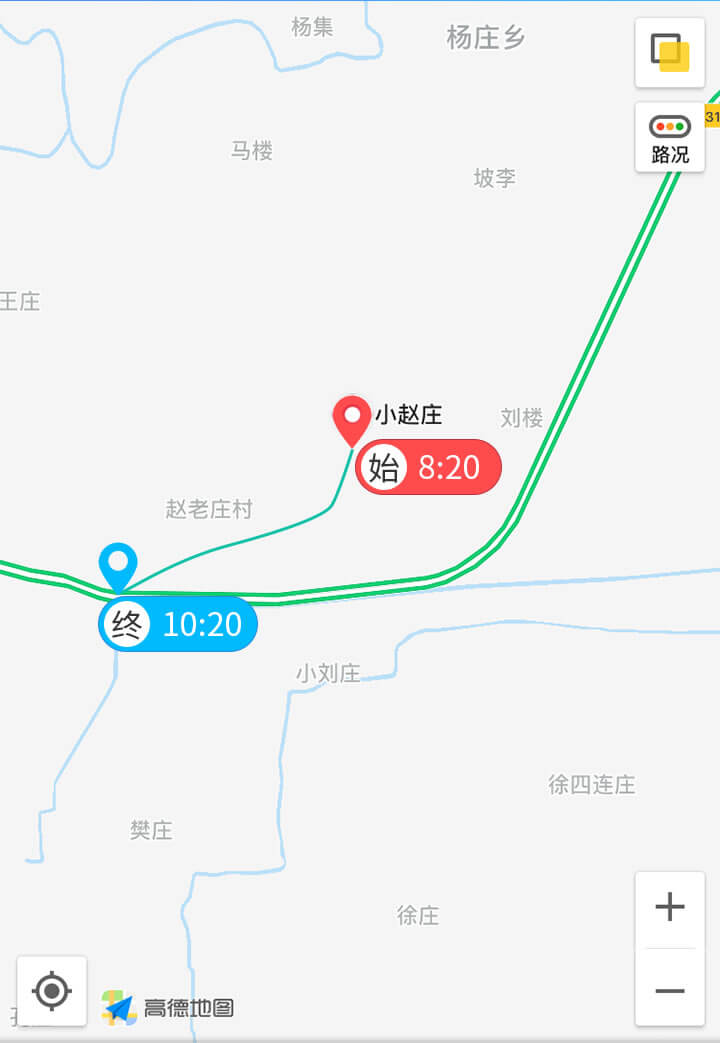 杨集
杨庄乡
31
路况
马楼
坡李
王庄
小赵庄
刘楼
始 8:20
赵老庄村
终 10:20
小刘庄
徐四连庄
樊庄
徐庄
高德地图